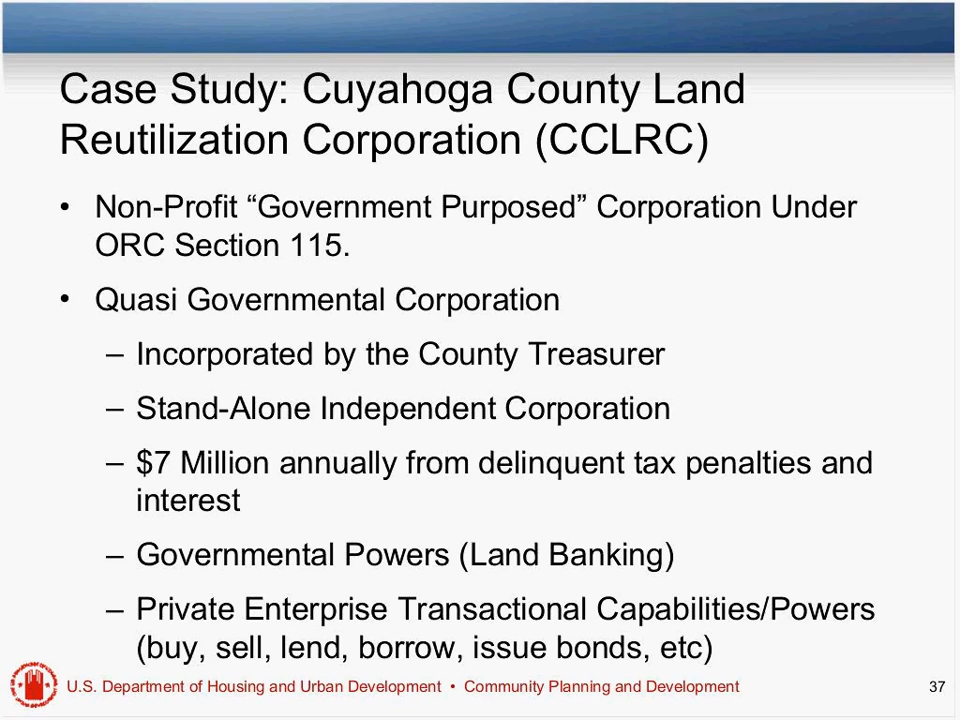 Case Study: Cuyahoga County Land
Reutilization Corporation (CCLRC)
• Non-Profit “Government Purposed” Corporation Under
ORC Section 115.
• Quasi Governmental Corporation
– Incorporated by the County Treasurer
– Stand-Alone Independent Corporation
– $7 Million annually from delinquent tax penalties and
interest
– Governmental Powers (Land Banking)
– Private Enterprise Transactional Capabilities/Powers
(buy, sell, lend, borrow, issue bonds, etc)
U.S. Department of Housing and Urban Development • Community Planning and Development
37